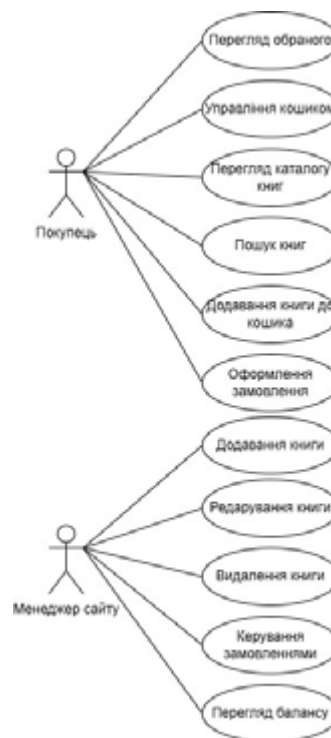 Перегляд обраного
Управління кошиком
Перегляд каталогу
книг
Покупець
Пошук книг
Додавання книги до
кошика
Оформлення
замовлення
Додавання книги
Редарування книги
Видалення книги
Менеджер сайту
Керування
замовленнями
Перегляд балансу